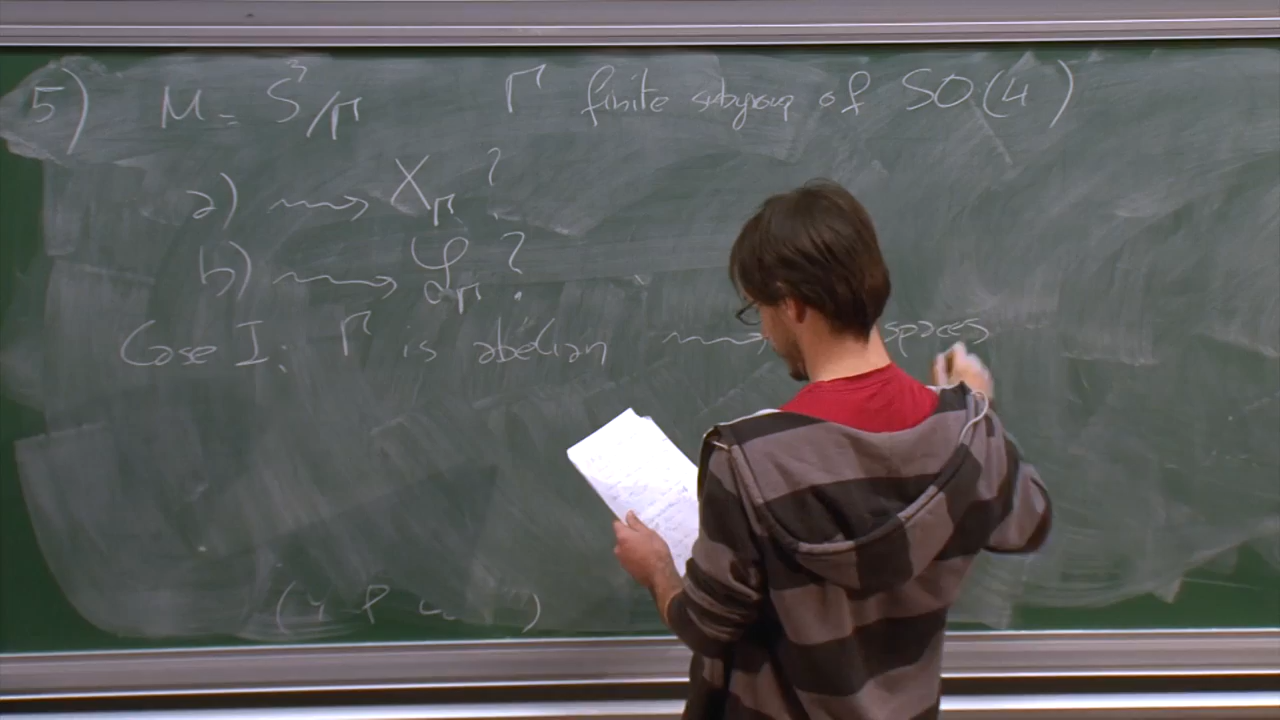 5) M = S³/Γ Γ finite subgroup of SO(4)
a) ⇝ X_Γ ?
b) ⇝ φ_Γ ?
Case I: Γ is abelian ⇝ spaces